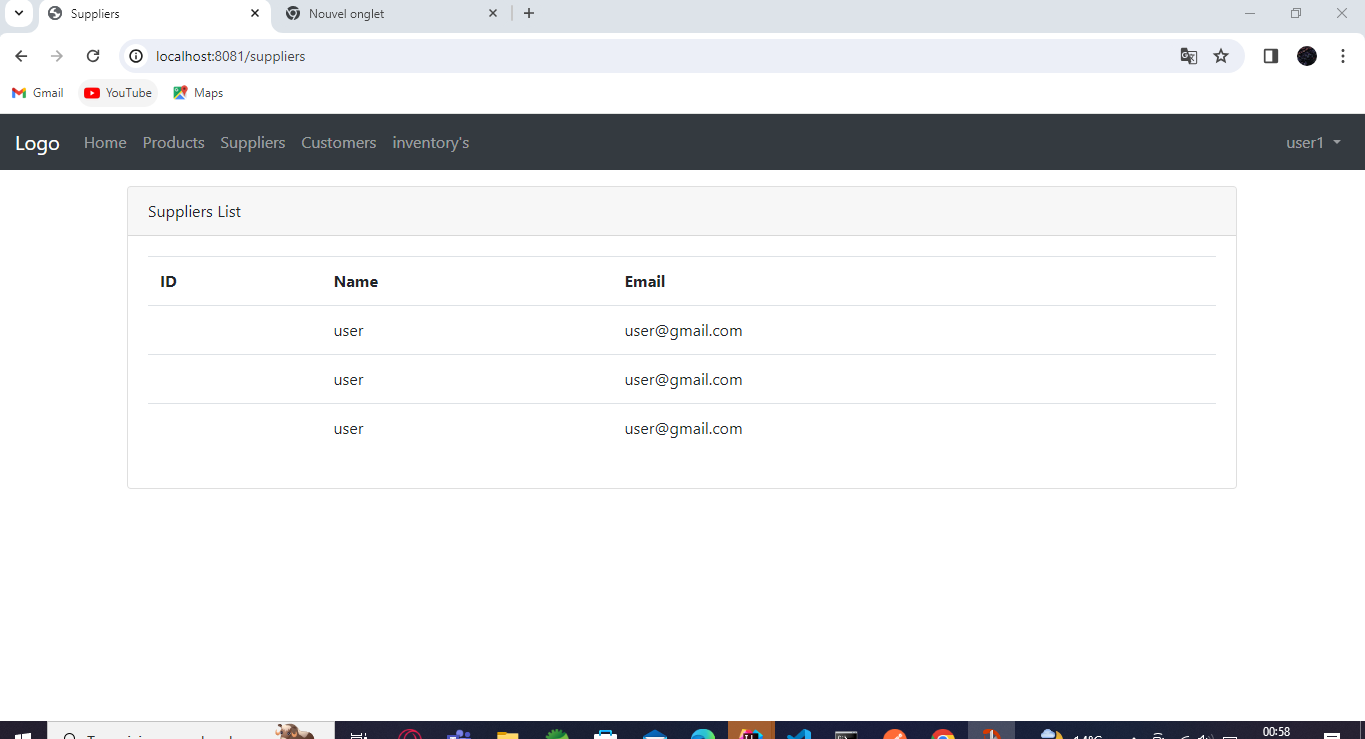 Suppliers
Nouvel onglet
localhost:8081/suppliers
Gmail YouTube Maps
Logo Home Products Suppliers Customers inventory's user1
Suppliers List
ID Name Email
user user@gmail.com
user user@gmail.com
user user@gmail.com
00:58